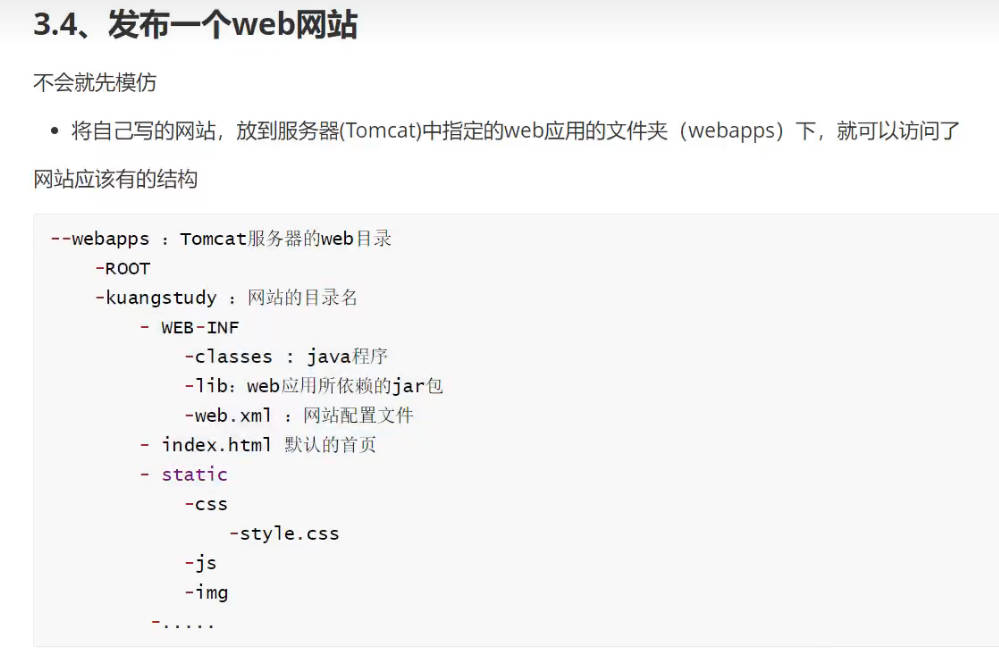 3.4、发布一个web网站
不会就先模仿
• 将自己写的网站，放到服务器(Tomcat)中指定的web应用的文件夹（webapps）下，就可以访问了
网站应该有的结构
--webapps ：Tomcat服务器的web目录
-ROOT
-kuangstudy ：网站的目录名
- WEB-INF
-classes : java程序
-lib：web应用所依赖的jar包
-web.xml ：网站配置文件
- index.html 默认的首页
- static
-css
-style.css
-js
-img
-.....